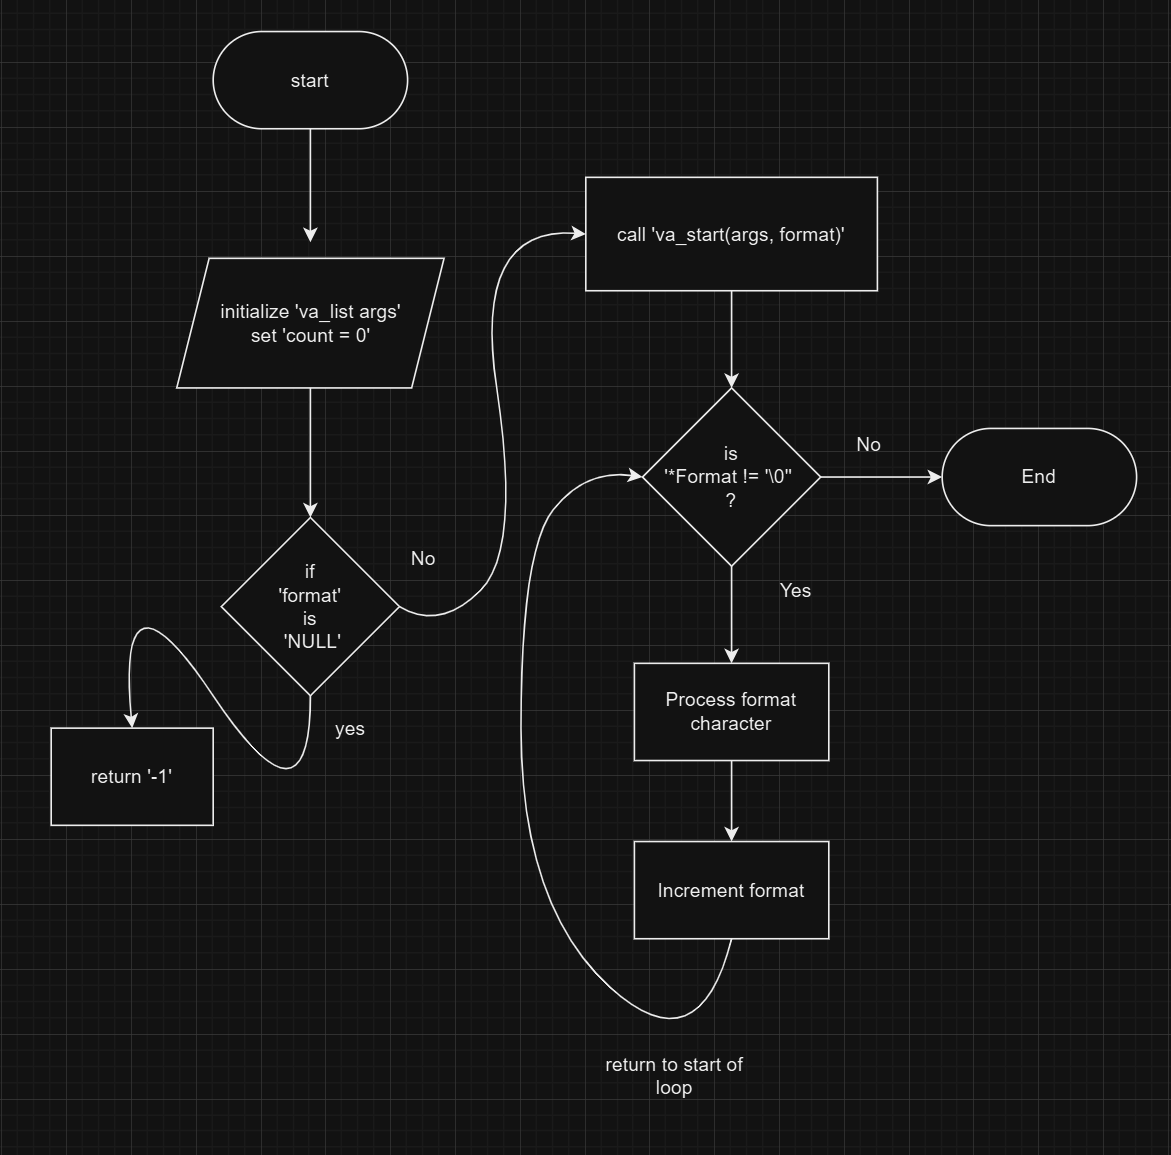 start
initialize 'va_list args'
set 'count = 0'
if
'format'
is
'NULL'
No
yes
return '-1'
call 'va_start(args, format)'
is
'*Format != '\0''
?
No
End
Yes
Process format
character
Increment format
return to start of
loop